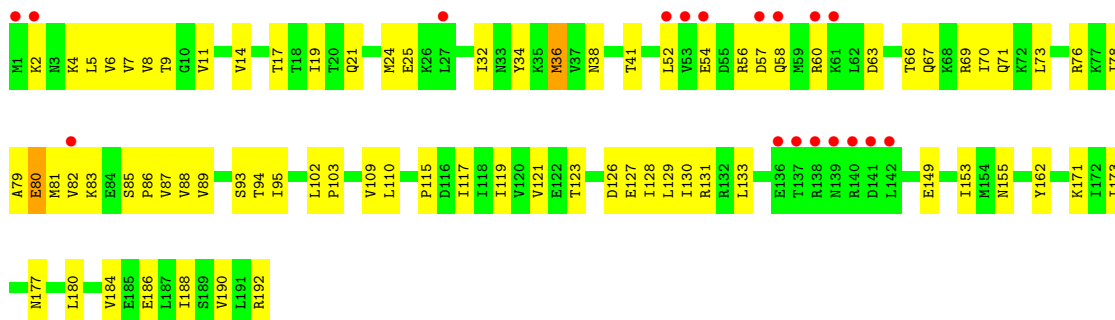 M1 K2 N3 K4 L5 V6 V7 V8 T9 G10 V11 V14 T17 T18 I19 T20 Q21 M24 E25 K26 L27 I32 N33 Y34 K35 M36 V37 N38 T41 L52 V53 E54 D55 R56 D57 Q58 M59 R60 K61 L62 D63 T66 Q67 K68 R69 I70 Q71 K72 L73 R76 K77
A79 E80 M81 V82 K83 E84 S85 P86 V87 V88 V89 S93 T94 I95 L102 P103 V109 L110 P115 D116 I117 I118 I119 V120 V121 E122 T123 D126 E127 I128 L129 I130 R131 R132 L133 E136 T137 R138 N139 R140 D141 L142 E149 I153 M154 N155 Y162 K171 I172
N177 L180 V184 E185 E186 L187 I188 S189 V190 L191 R192